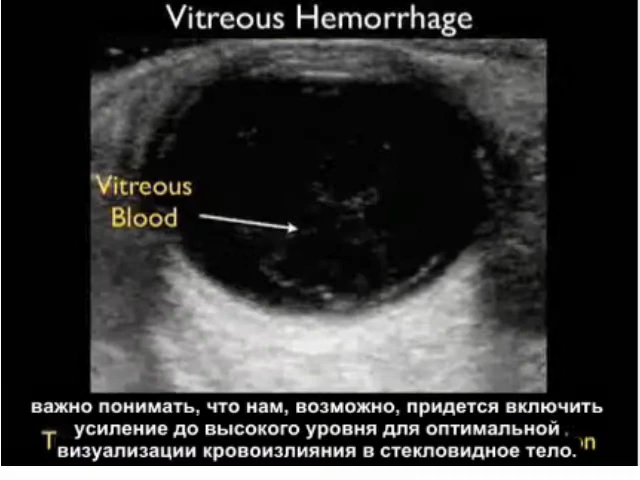 Vitreous Hemorrhage
Vitreous
Blood
важно понимать, что нам, возможно, придется включить
усиление до высокого уровня для оптимальной
визуализации кровоизлияния в стекловидное тело.